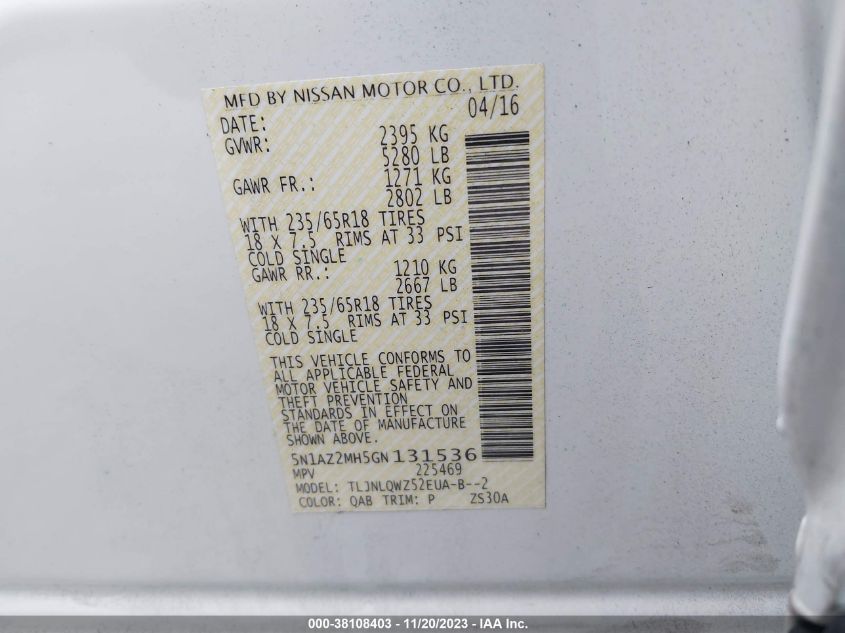 MFD BY NISSAN MOTOR CO., LTD.
DATE: 04/16
GVWR: 2395 KG
5280 LB
GAWR FR.: 1271 KG
2802 LB
WITH 235/65R18 TIRES
18 X 7.5 RIMS AT 33 PSI
COLD SINGLE
GAWR RR.: 1210 KG
2667 LB
WITH 235/65R18 TIRES
18 X 7.5 RIMS AT 33 PSI
COLD SINGLE
THIS VEHICLE CONFORMS TO
ALL APPLICABLE FEDERAL
MOTOR VEHICLE SAFETY AND
THEFT PREVENTION
STANDARDS IN EFFECT ON
THE DATE OF MANUFACTURE
SHOWN ABOVE.
5N1AZ2MH5GN131536
MPV 225469
MODEL: TLJNLQWZ52EUA-B--2
COLOR: QAB TRIM: P ZS30A
000-38108403 - 11/20/2023 - IAA Inc.